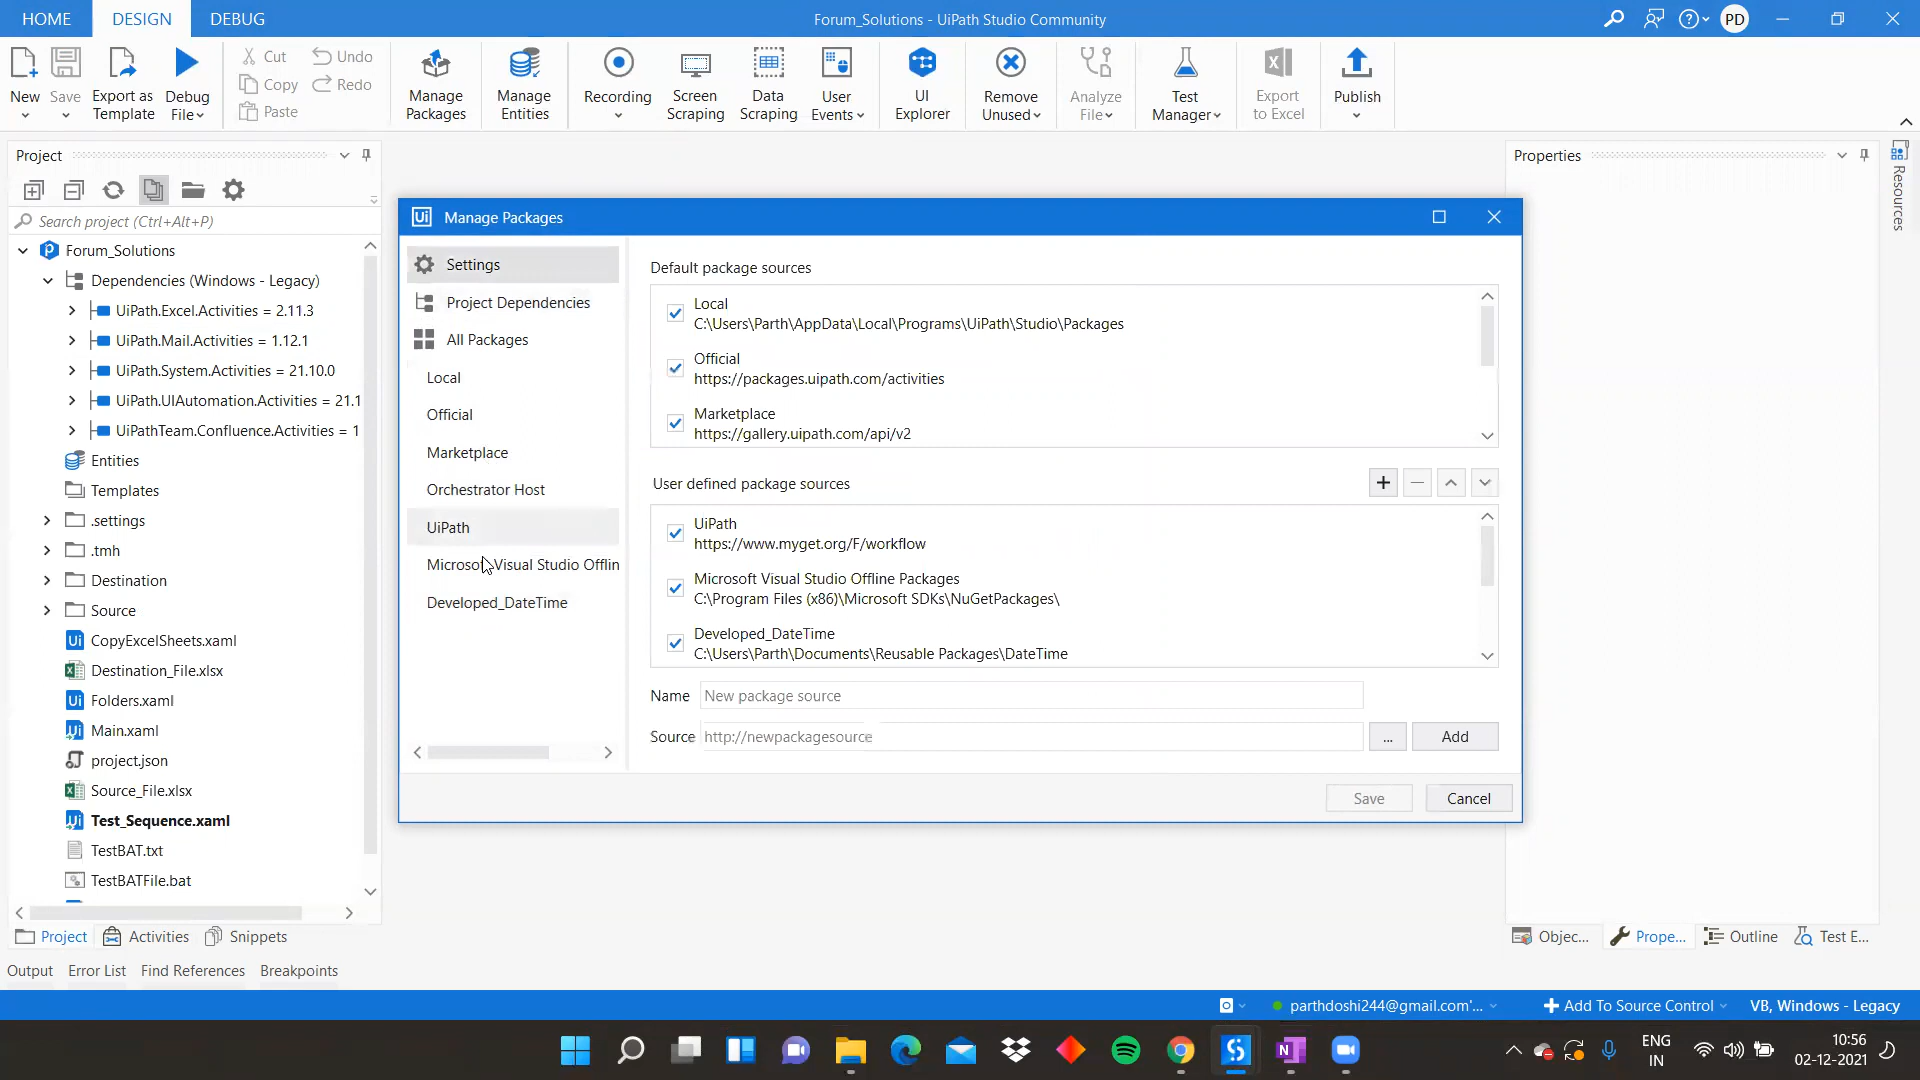 HOME DESIGN DEBUG
Forum_Solutions - UiPath Studio Community
PD
New
Save
Export as Template
Debug File
Cut
Copy
Paste
Undo
Redo
Manage Packages
Manage Entities
Recording
Screen Scraping
Data Scraping
User Events
UI Explorer
Remove Unused
Analyze File
Test Manager
Export to Excel
Publish
Project
Search project (Ctrl+Alt+P)
Forum_Solutions
Dependencies (Windows - Legacy)
UiPath.Excel.Activities = 2.11.3
UiPath.Mail.Activities = 1.12.1
UiPath.System.Activities = 21.10.0
UiPath.UIAutomation.Activities = 21.1
UiPathTeam.Confluence.Activities = 1
Entities
Templates
.settings
.tmh
Destination
Source
CopyExcelSheets.xaml
Destination_File.xlsx
Folders.xaml
Main.xaml
project.json
Source_File.xlsx
Test_Sequence.xaml
TestBAT.txt
TestBATFile.bat
Project Activities Snippets
Output Error List Find References Breakpoints
Ui Manage Packages
Settings
Project Dependencies
All Packages
Local
Official
Marketplace
Orchestrator Host
UiPath
Microsoft Visual Studio Offlin
Developed_DateTime
Default package sources
Local
C:\Users\Parth\AppData\Local\Programs\UiPath\Studio\Packages
Official
https://packages.uipath.com/activities
Marketplace
https://gallery.uipath.com/api/v2
User defined package sources
UiPath
https://www.myget.org/F/workflow
Microsoft Visual Studio Offline Packages
C:\Program Files (x86)\Microsoft SDKs\NuGetPackages\
Developed_DateTime
C:\Users\Parth\Documents\Reusable Packages\DateTime
Name New package source
Source http://newpackagesource ... Add
Save Cancel
Properties
Resources
Objec... Prope... Outline Test E...
parthdoshi244@gmail.com'... Add To Source Control VB, Windows - Legacy
ENG
IN
10:56
02-12-2021